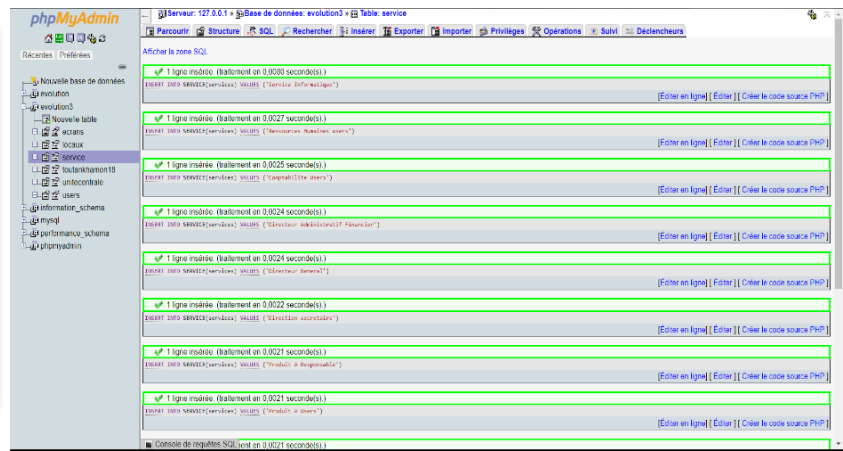 phpMyAdmin
Récentes Préférées
Nouvelle base de données
evolution
evolution3
Nouvelle table
ecrans
locaux
service
toutankhamon18
unitecentrale
users
information_schema
mysql
performance_schema
phpmyadmin
Serveur: 127.0.0.1 » Base de données: evolution3 » Table: service
Parcourir Structure SQL Rechercher Insérer Exporter Importer Privilèges Opérations Suivi Déclencheurs
Afficher la zone SQL
1 ligne insérée. (traitement en 0,0080 seconde(s).)
INSERT INTO SERVICE(services) VALUES ('Service Informatique')
[Éditer en ligne] [ Éditer ] [ Créer le code source PHP ]
1 ligne insérée. (traitement en 0,0027 seconde(s).)
INSERT INTO SERVICE(services) VALUES ('Ressources Humaines users')
[Éditer en ligne] [ Éditer ] [ Créer le code source PHP ]
1 ligne insérée. (traitement en 0,0025 seconde(s).)
INSERT INTO SERVICE(services) VALUES ('Comptabilite Users')
[Éditer en ligne] [ Éditer ] [ Créer le code source PHP ]
1 ligne insérée. (traitement en 0,0024 seconde(s).)
INSERT INTO SERVICE(services) VALUES ('Directeur Administratif Financier')
[Éditer en ligne] [ Éditer ] [ Créer le code source PHP ]
1 ligne insérée. (traitement en 0,0024 seconde(s).)
INSERT INTO SERVICE(services) VALUES ('Directeur General')
[Éditer en ligne] [ Éditer ] [ Créer le code source PHP ]
1 ligne insérée. (traitement en 0,0022 seconde(s).)
INSERT INTO SERVICE(services) VALUES ('Direction secretaire')
[Éditer en ligne] [ Éditer ] [ Créer le code source PHP ]
1 ligne insérée. (traitement en 0,0021 seconde(s).)
INSERT INTO SERVICE(services) VALUES ('Produit A Responsable')
[Éditer en ligne] [ Éditer ] [ Créer le code source PHP ]
1 ligne insérée. (traitement en 0,0021 seconde(s).)
INSERT INTO SERVICE(services) VALUES ('Produit A Users')
[Éditer en ligne] [ Éditer ] [ Créer le code source PHP ]
Console de requêtes SQL ent en 0,0021 seconde(s).)